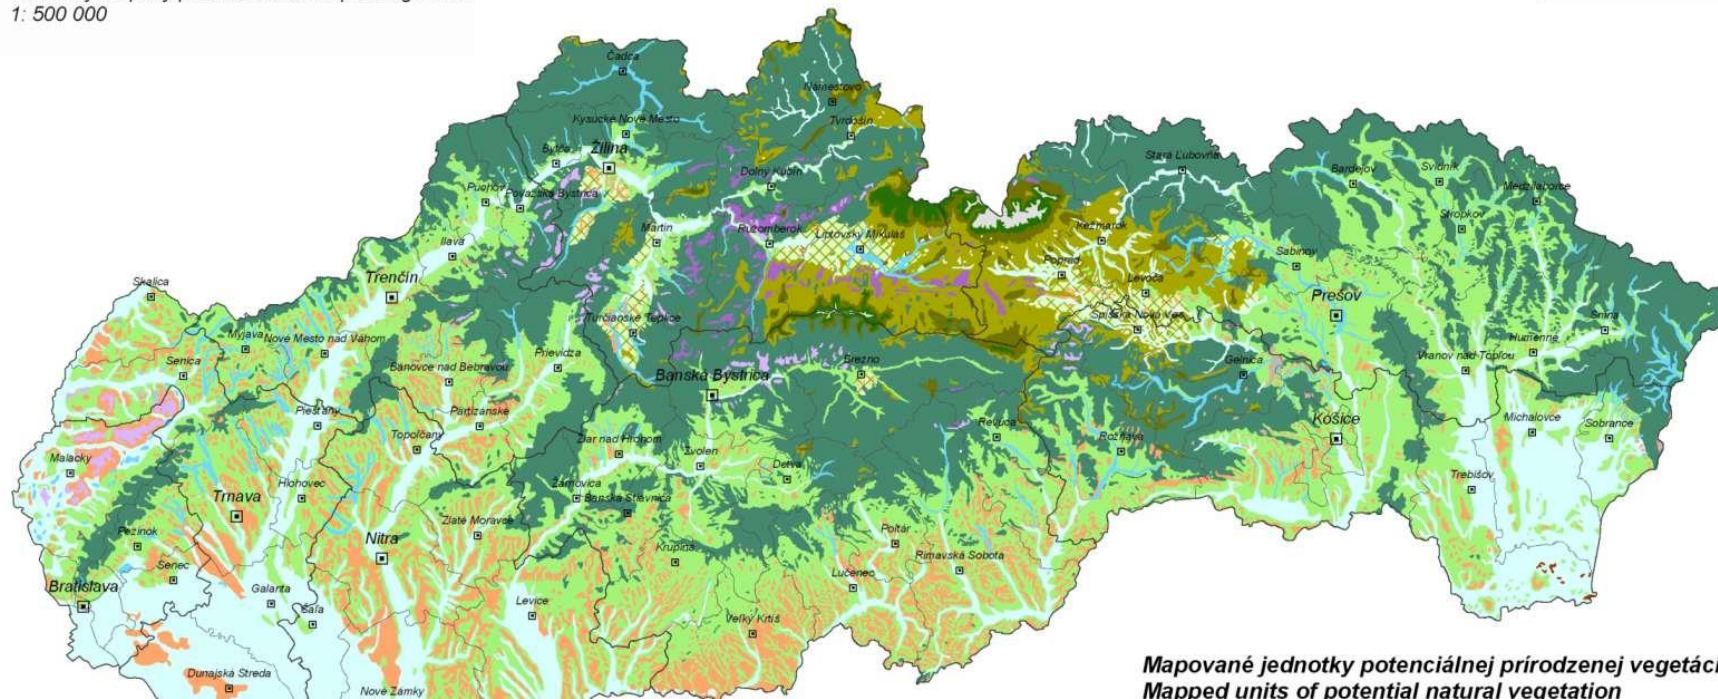 1: 500 000
Čadca
Námestovo
Kysucké Nové Mesto
Tvrdošín
Bytča
Žilina
Stará Ľubovňa
Bardejov
Svidník
Medzilaborce
Dolný Kubín
Púchov
Považská Bystrica
Stropkov
Martin
Ružomberok
Liptovský Mikuláš
Kežmarok
Ilava
Sabinov
Poprad
Levoča
Skalica
Trenčín
Prešov
Turčianske Teplice
Spišská Nová Ves
Snina
Myjava
Nové Mesto nad Váhom
Humenné
Senica
Bánovce nad Bebravou
Prievidza
Banská Bystrica
Brezno
Gelnica
Vranov nad Topľou
Piešťany
Partizánske
Topoľčany
Žiar nad Hronom
Revúca
Rožňava
Košice
Michalovce
Sobrance
Malacky
Hlohovec
Zvolen
Detva
Trebišov
Trnava
Žarnovica
Banská Štiavnica
Pezinok
Zlaté Moravce
Nitra
Krupina
Poltár
Rimavská Sobota
Senec
Bratislava
Galanta
Šaľa
Levice
Lučenec
Veľký Krtíš
Dunajská Streda
Nové Zámky
Mapované jednotky potenciálnej prírodzenej vegetáci
Mapped units of potential natural vegetation